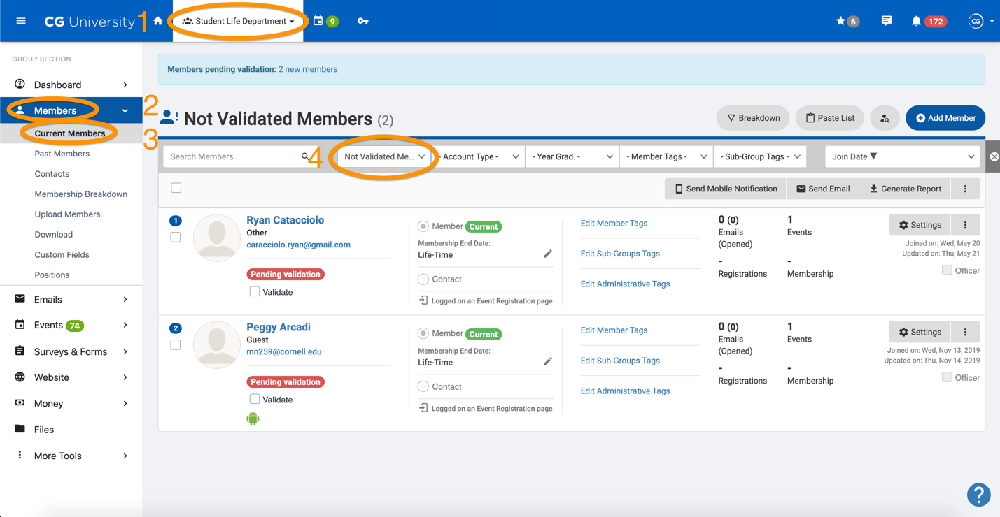 CG University
1
Student Life Department
9
6
172
CG
GROUP SECTION
Dashboard
Members
2
Current Members
3
Past Members
Contacts
Membership Breakdown
Upload Members
Download
Custom Fields
Positions
Emails
Events 74
Surveys & Forms
Website
Money
Files
More Tools
Members pending validation: 2 new members
Not Validated Members (2)
Breakdown
Paste List
Add Member
Search Members
4
Not Validated Me...
- Account Type -
- Year Grad. -
- Member Tags -
- Sub-Group Tags -
Join Date ▼
Send Mobile Notification
Send Email
Generate Report
1
Ryan Catacciolo
Other
caracciolo.ryan@gmail.com
Pending validation
Validate
Member Current
Membership End Date:
Life-Time
Contact
Logged on an Event Registration page
Edit Member Tags
Edit Sub-Groups Tags
Edit Administrative Tags
0 (0)
Emails
(Opened)
-
Registrations
1
Events
-
Membership
Settings
Joined on: Wed, May 20
Updated on: Thu, May 21
Officer
2
Peggy Arcadi
Guest
mn259@cornell.edu
Pending validation
Validate
Member Current
Membership End Date:
Life-Time
Contact
Logged on an Event Registration page
Edit Member Tags
Edit Sub-Groups Tags
Edit Administrative Tags
0 (0)
Emails
(Opened)
-
Registrations
1
Events
-
Membership
Settings
Joined on: Wed, Nov 13, 2019
Updated on: Thu, Nov 14, 2019
Officer
?